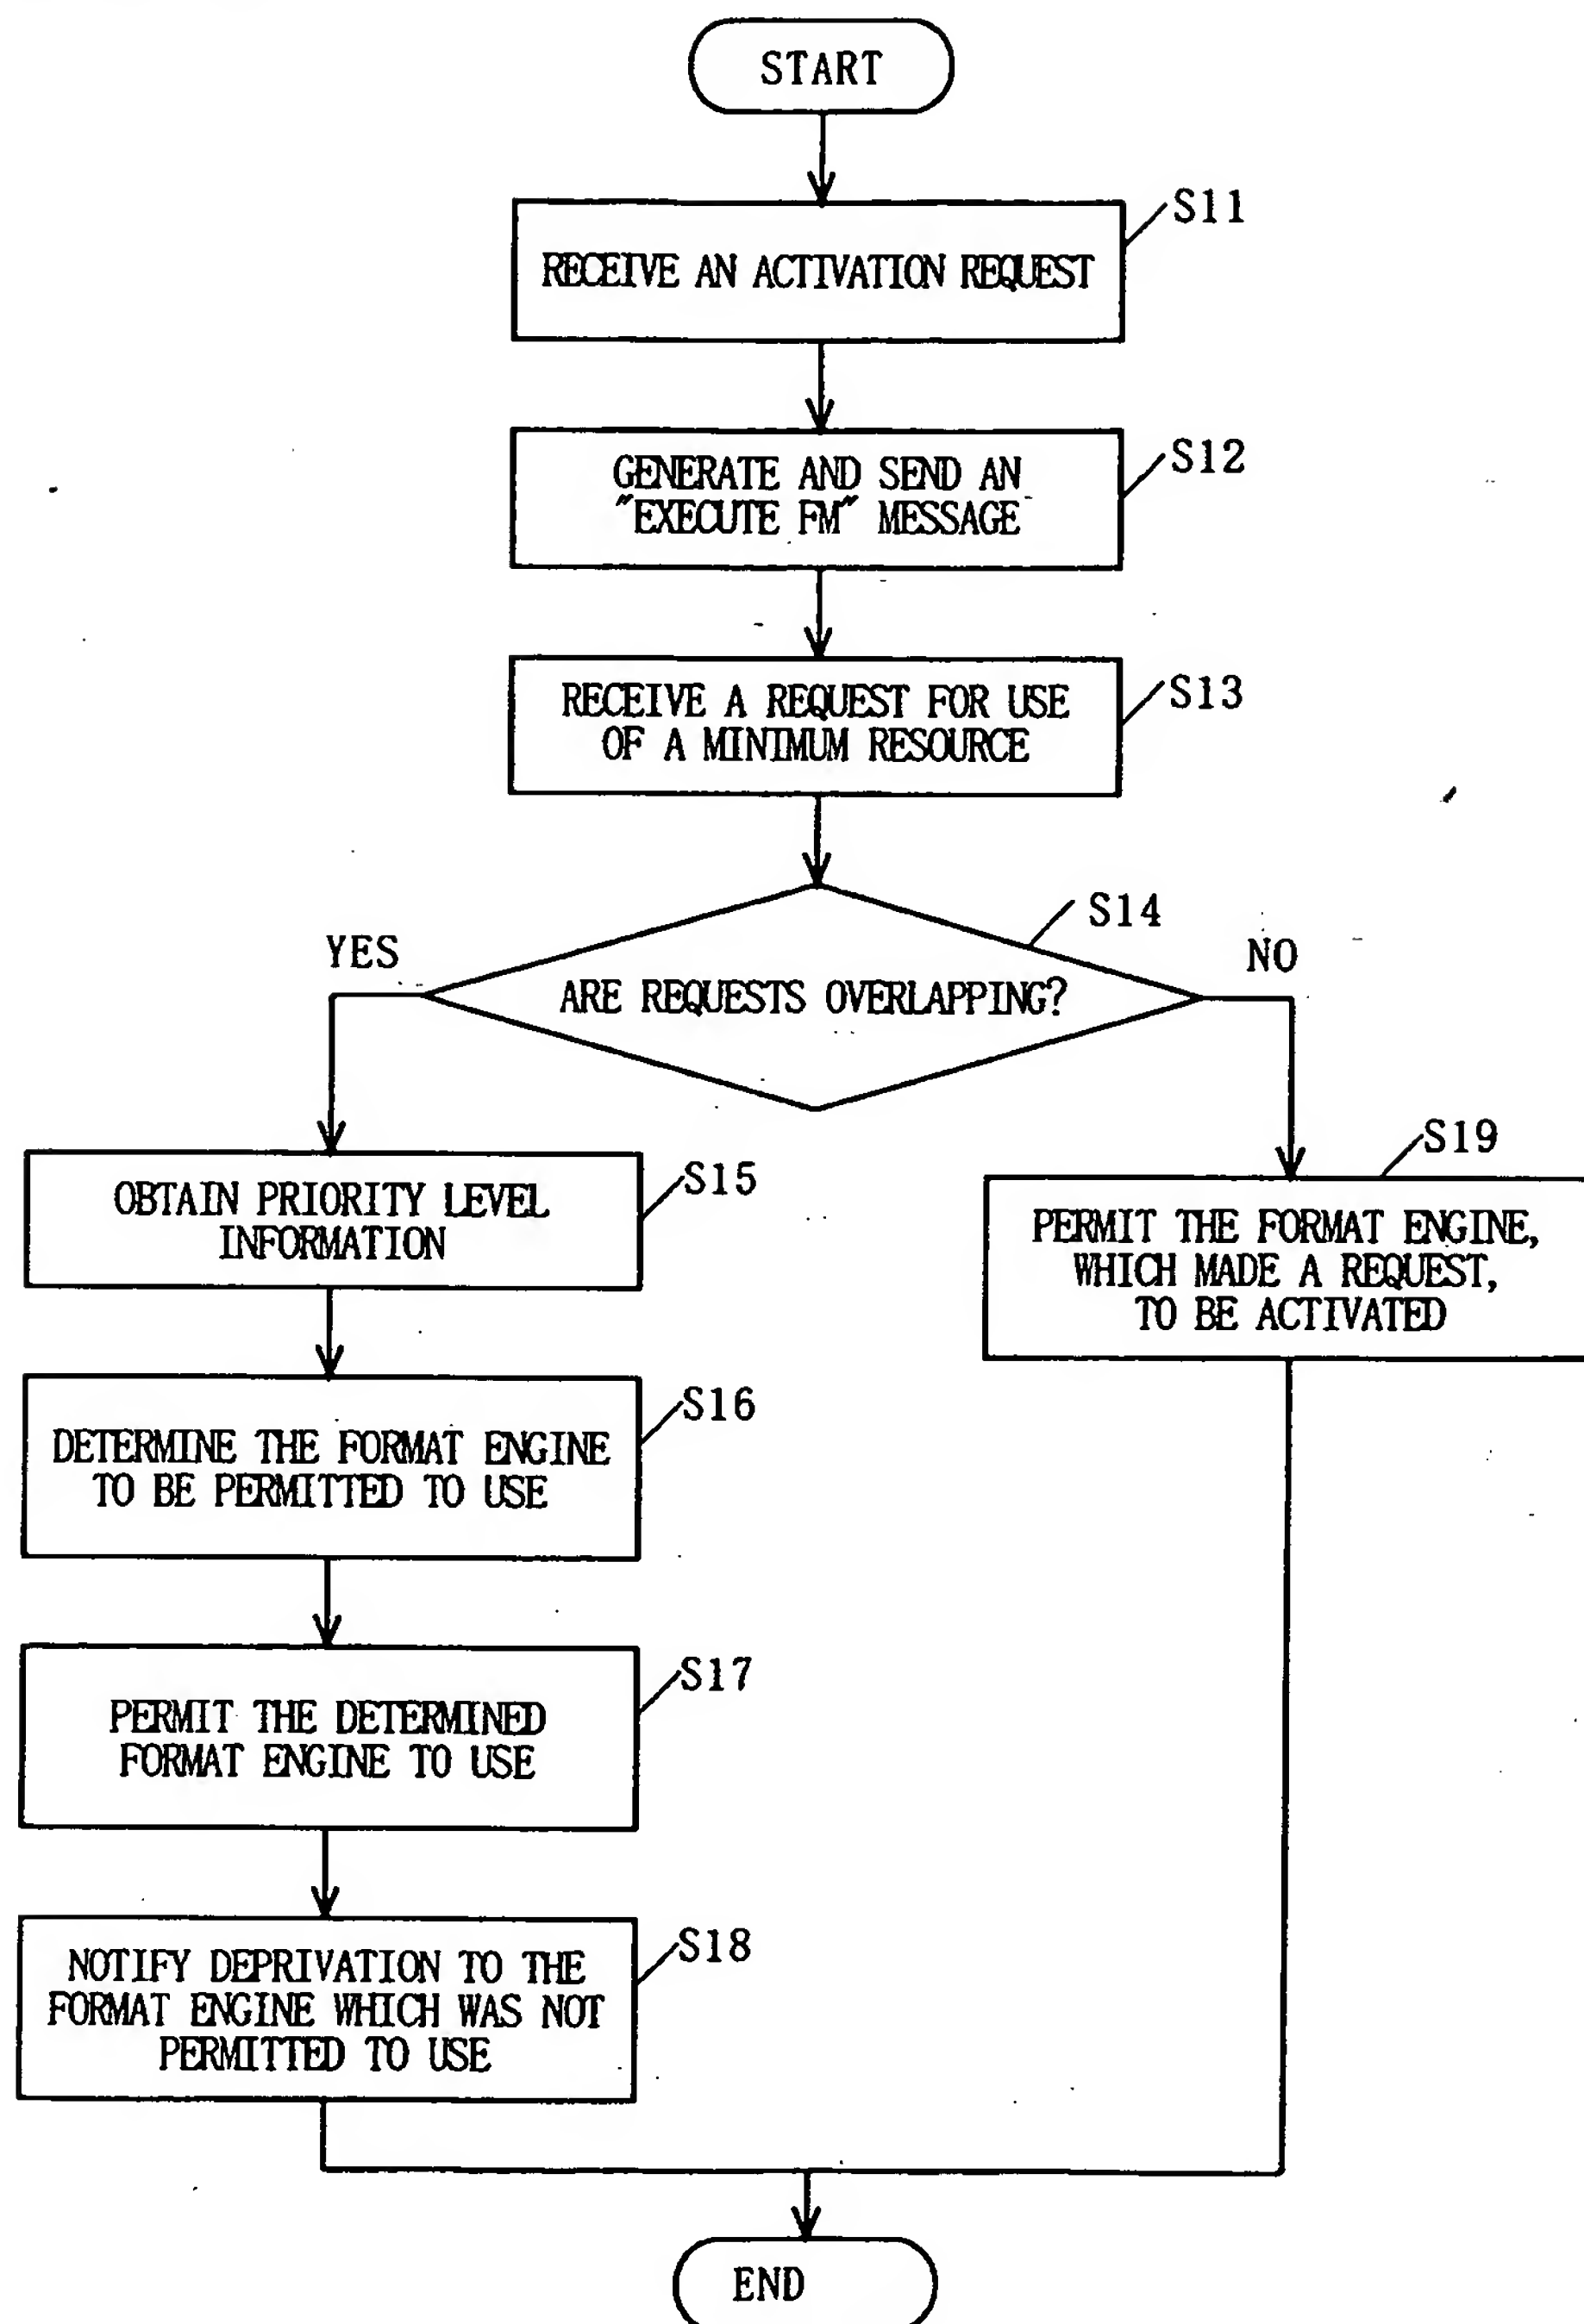 START
S11
RECEIVE AN ACTIVATION REQUEST
S12
GENERATE AND SEND AN
"EXECUTE FM" MESSAGE
S13
RECEIVE A REQUEST FOR USE
OF A MINIMUM RESOURCE
S14
YES
NO
ARE REQUESTS OVERLAPPING?
S15
OBTAIN PRIORITY LEVEL
INFORMATION
S19
PERMIT THE FORMAT ENGINE,
WHICH MADE A REQUEST,
TO BE ACTIVATED
S16
DETERMINE THE FORMAT ENGINE
TO BE PERMITTED TO USE
S17
PERMIT THE DETERMINED
FORMAT ENGINE TO USE
S18
NOTIFY DEPRIVATION TO THE
FORMAT ENGINE WHICH WAS NOT
PERMITTED TO USE
END